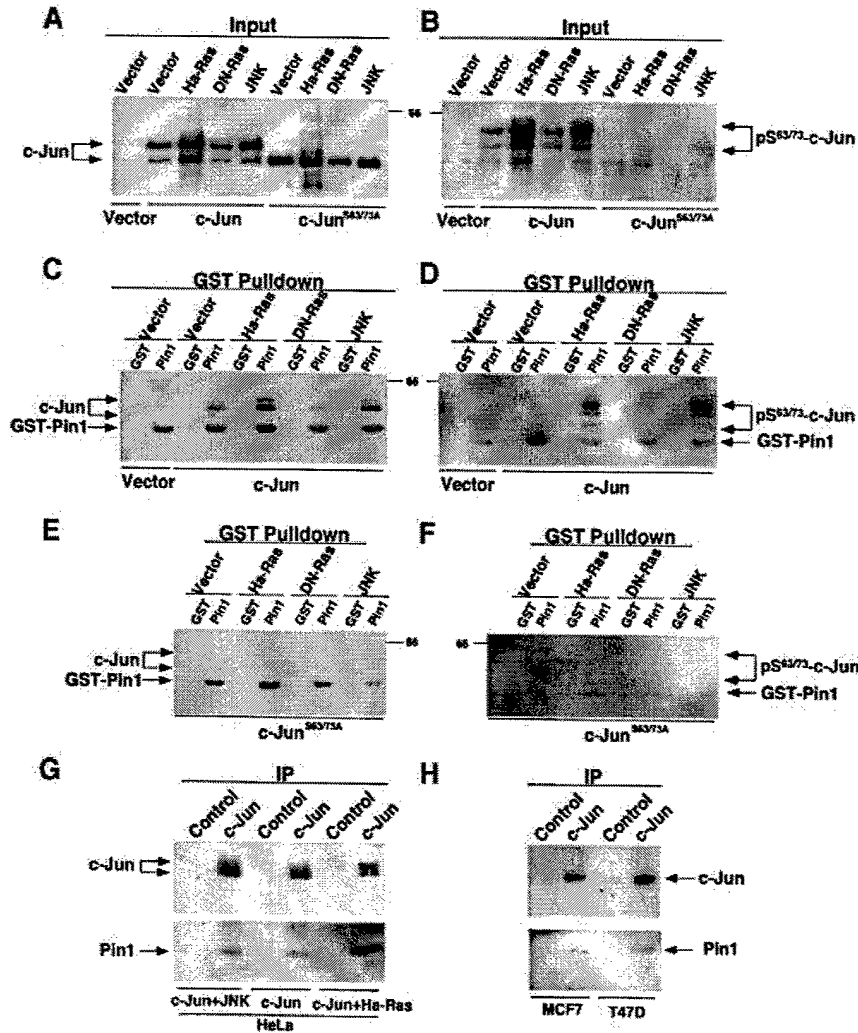 A
Input
Vector Vector Ha-Ras DN-Ras JNK Vector Ha-Ras DN-Ras JNK
c-Jun
Vector c-Jun c-Jun S63/73A
B
Input
Vector Vector Ha-Ras DN-Ras JNK Vector Ha-Ras DN-Ras JNK
pS63/73-c-Jun
Vector c-Jun c-Jun S63/73A
C
GST Pulldown
Vector Vector Ha-Ras DN-Ras JNK
GST Pin1 GST Pin1 GST Pin1 GST Pin1 GST Pin1
66
c-Jun
GST-Pin1
Vector c-Jun
D
GST Pulldown
Vector Vector Ha-Ras DN-Ras JNK
GST Pin1 GST Pin1 GST Pin1 GST Pin1 GST Pin1
pS63/73-c-Jun
GST-Pin1
Vector c-Jun
E
GST Pulldown
Vector Ha-Ras DN-Ras JNK
GST Pin1 GST Pin1 GST Pin1 GST Pin1
66
c-Jun
GST-Pin1
c-Jun S63/73A
F
GST Pulldown
Vector Ha-Ras DN-Ras JNK
GST Pin1 GST Pin1 GST Pin1 GST Pin1
66
pS63/73-c-Jun
GST-Pin1
c-Jun S63/73A
G
IP
Control c-Jun Control c-Jun Control c-Jun
c-Jun
Pin1
c-Jun+JNK c-Jun c-Jun+Ha-Ras
HeLa
H
IP
Control c-Jun Control c-Jun
c-Jun
Pin1
MCF7 T47D